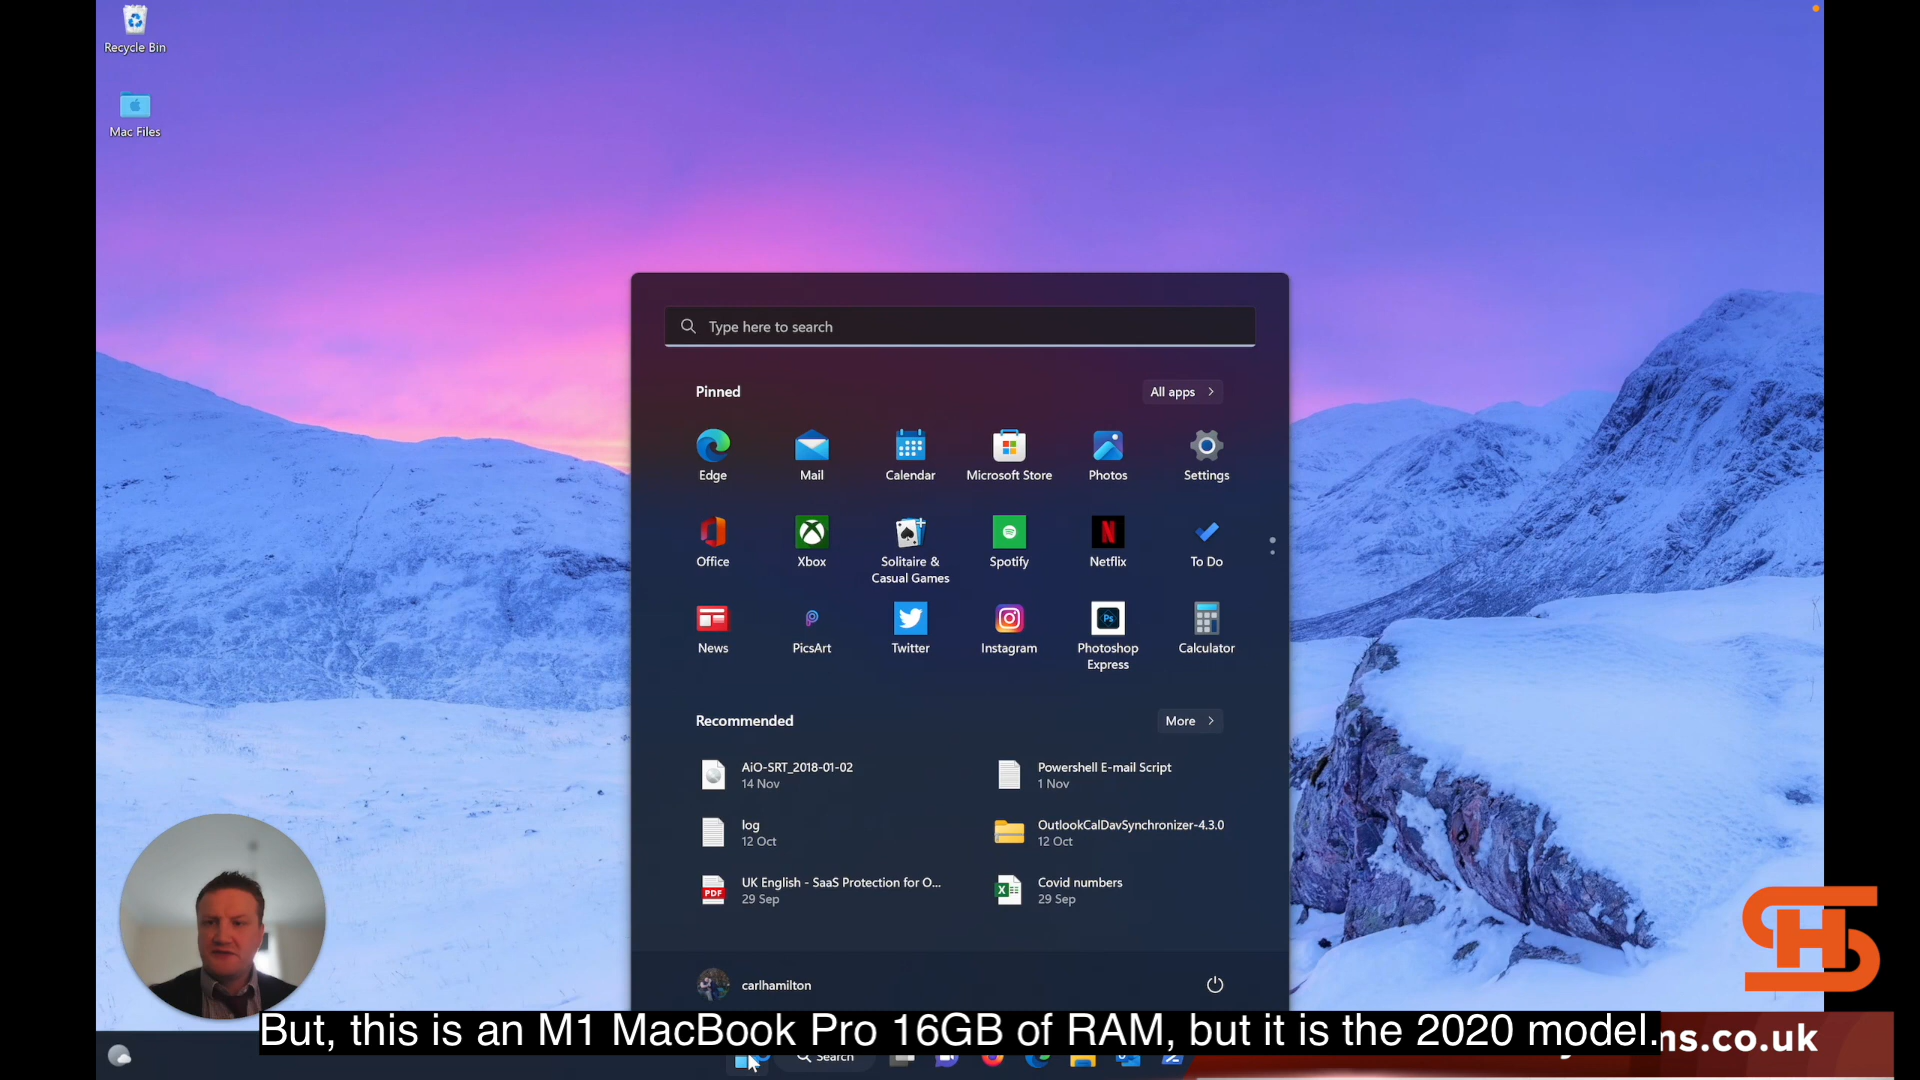 Recycle Bin
Mac Files
Type here to search
Pinned
All apps
Edge
Mail
Calendar
Microsoft Store
Photos
Settings
Office
Xbox
Solitaire &
Casual Games
Spotify
Netflix
To Do
News
PicsArt
Twitter
Instagram
Photoshop
Express
Calculator
Recommended
More
AiO-SRT_2018-01-02
14 Nov
Powershell E-mail Script
1 Nov
log
12 Oct
OutlookCalDavSynchronizer-4.3.0
12 Oct
UK English - SaaS Protection for O...
29 Sep
Covid numbers
29 Sep
carlhamilton
But, this is an M1 MacBook Pro 16GB of RAM, but it is the 2020 model.
ns.co.uk
Search